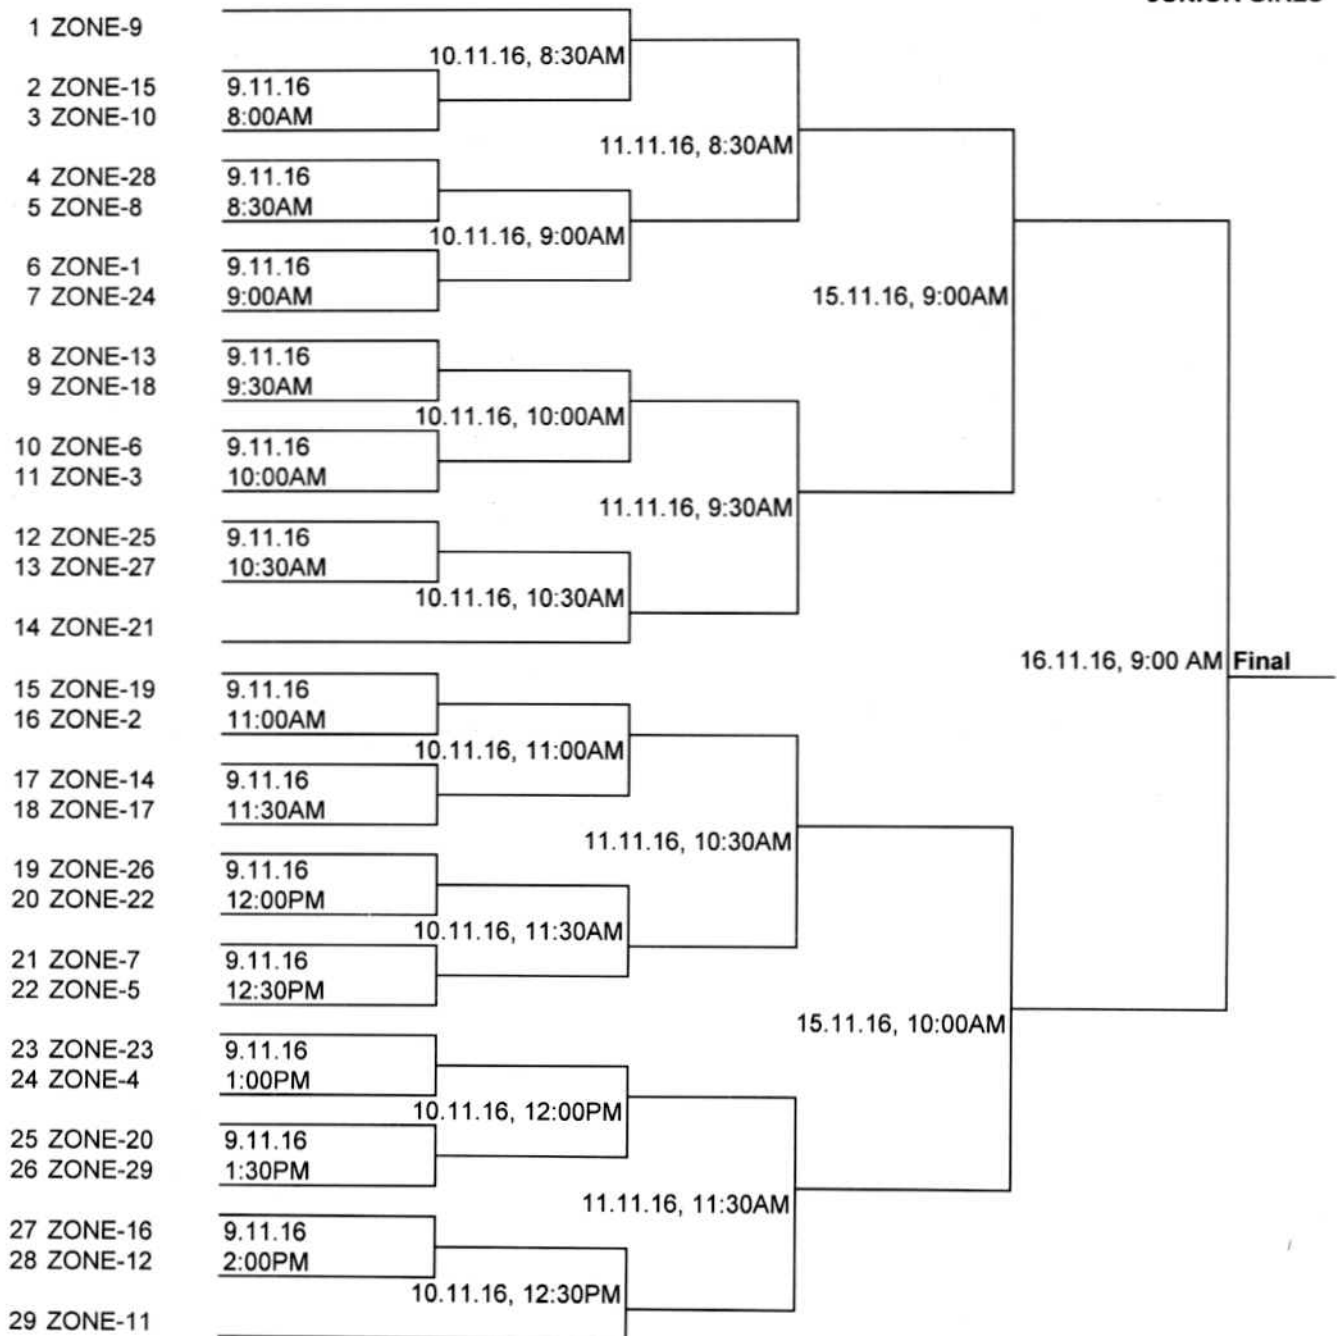 1 ZONE-9
10.11.16, 8:30AM
2 ZONE-15 9.11.16
3 ZONE-10 8:00AM
11.11.16, 8:30AM
4 ZONE-28 9.11.16
5 ZONE-8 8:30AM
10.11.16, 9:00AM
6 ZONE-1 9.11.16
7 ZONE-24 9:00AM
15.11.16, 9:00AM
8 ZONE-13 9.11.16
9 ZONE-18 9:30AM
10.11.16, 10:00AM
10 ZONE-6 9.11.16
11 ZONE-3 10:00AM
11.11.16, 9:30AM
12 ZONE-25 9.11.16
13 ZONE-27 10:30AM
10.11.16, 10:30AM
14 ZONE-21
16.11.16, 9:00 AM Final
15 ZONE-19 9.11.16
16 ZONE-2 11:00AM
10.11.16, 11:00AM
17 ZONE-14 9.11.16
18 ZONE-17 11:30AM
11.11.16, 10:30AM
19 ZONE-26 9.11.16
20 ZONE-22 12:00PM
10.11.16, 11:30AM
21 ZONE-7 9.11.16
22 ZONE-5 12:30PM
15.11.16, 10:00AM
23 ZONE-23 9.11.16
24 ZONE-4 1:00PM
10.11.16, 12:00PM
25 ZONE-20 9.11.16
26 ZONE-29 1:30PM
11.11.16, 11:30AM
27 ZONE-16 9.11.16
28 ZONE-12 2:00PM
10.11.16, 12:30PM
29 ZONE-11